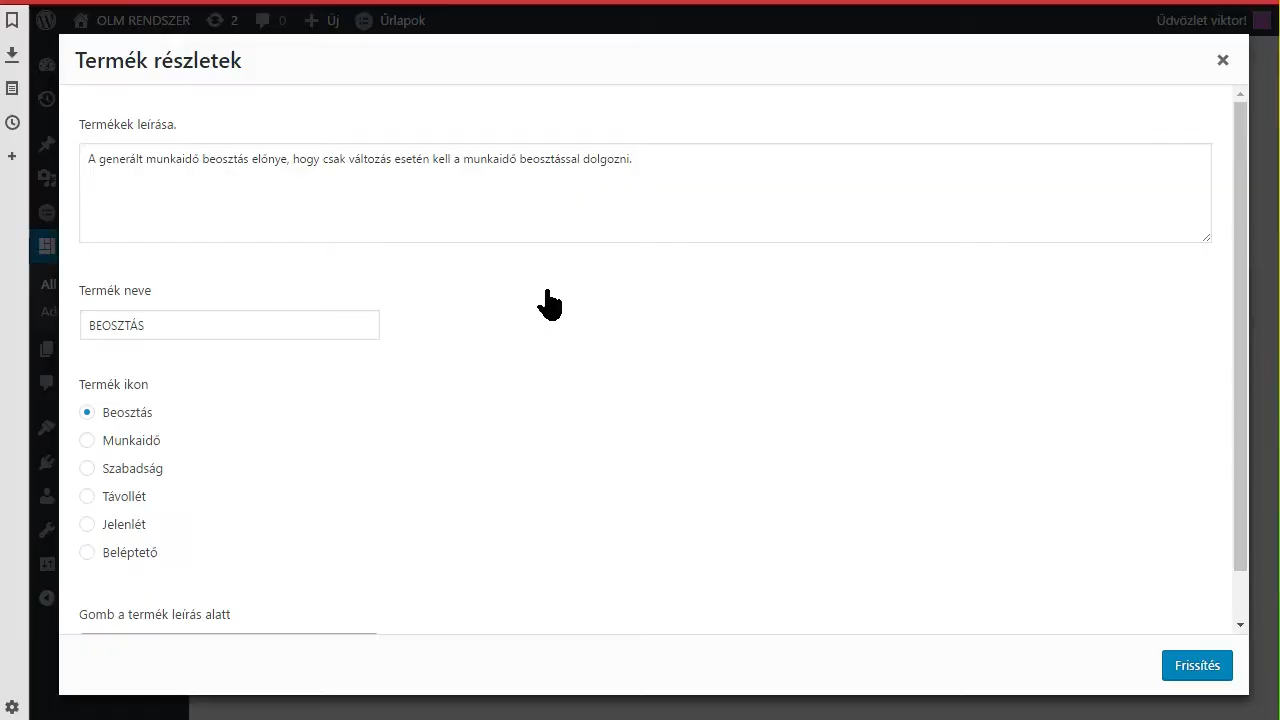 OLM RENDSZER 2 0 Új Űrlapok Üdvözlet viktor!
Termék részletek
Termékek leírása.
A generált munkaidő beosztás előnye, hogy csak változás esetén kell a munkaidő beosztással dolgozni.
All
Ad
Termék neve
BEOSZTÁS
Termék ikon
Beosztás
Munkaidő
Szabadság
Távollét
Jelenlét
Beléptető
Gomb a termék leírás alatt
Frissítés